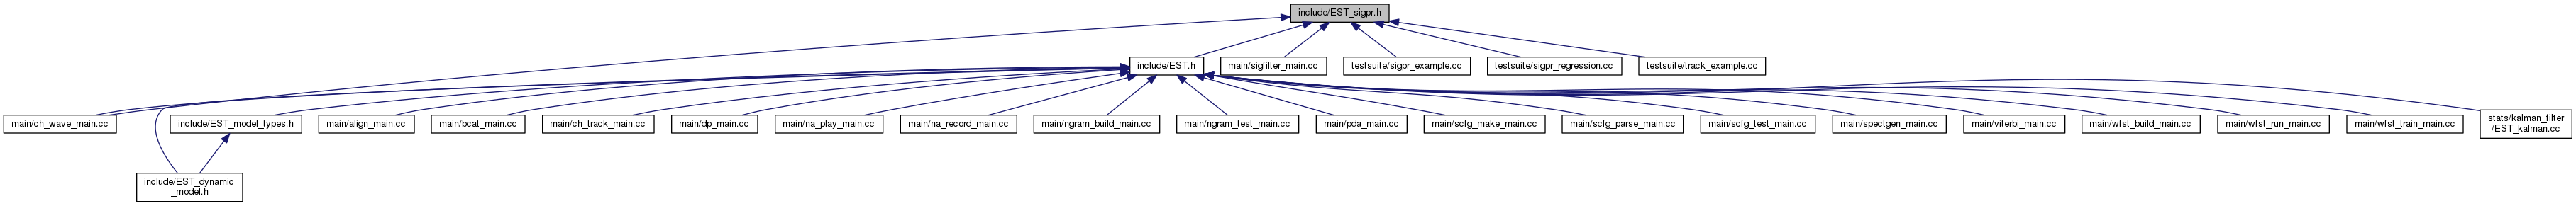 include/EST_sigpr.h
include/EST.h
main/sigfilter_main.cc
testsuite/sigpr_example.cc
testsuite/sigpr_regression.cc
testsuite/track_example.cc
main/ch_wave_main.cc
include/EST_model_types.h
main/align_main.cc
main/bcat_main.cc
main/ch_track_main.cc
main/dp_main.cc
main/na_play_main.cc
main/na_record_main.cc
main/ngram_build_main.cc
main/ngram_test_main.cc
main/pda_main.cc
main/scfg_make_main.cc
main/scfg_parse_main.cc
main/scfg_test_main.cc
main/spectgen_main.cc
main/viterbi_main.cc
main/wfst_build_main.cc
main/wfst_run_main.cc
main/wfst_train_main.cc
stats/kalman_filter
/EST_kalman.cc
include/EST_dynamic
_model.h